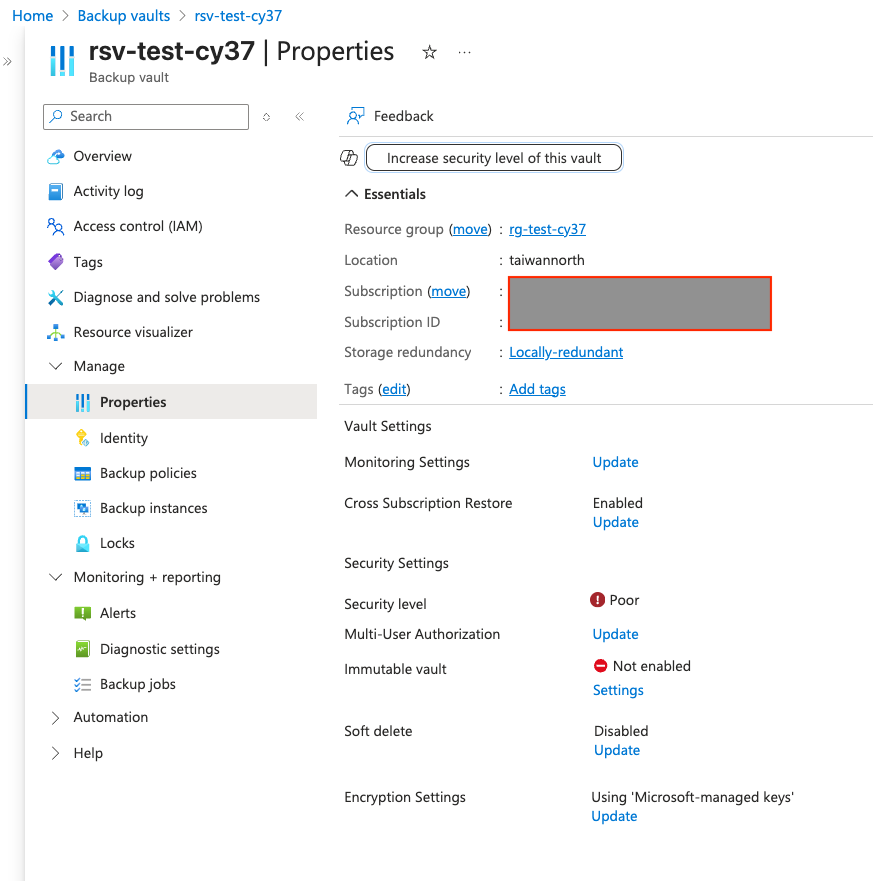 Home > Backup vaults > rsv-test-cy37
rsv-test-cy37 | Properties
Backup vault
Search
Overview
Activity log
Access control (IAM)
Tags
Diagnose and solve problems
Resource visualizer
Manage
Properties
Identity
Backup policies
Backup instances
Locks
Monitoring + reporting
Alerts
Diagnostic settings
Backup jobs
Automation
Help
Feedback
Increase security level of this vault
Essentials
Resource group (move) : rg-test-cy37
Location : taiwannorth
Subscription (move) :
Subscription ID :
Storage redundancy : Locally-redundant
Tags (edit) : Add tags
Vault Settings
Monitoring Settings Update
Cross Subscription Restore Enabled
Update
Security Settings
Security level Poor
Multi-User Authorization Update
Immutable vault Not enabled
Settings
Soft delete Disabled
Update
Encryption Settings Using 'Microsoft-managed keys'
Update